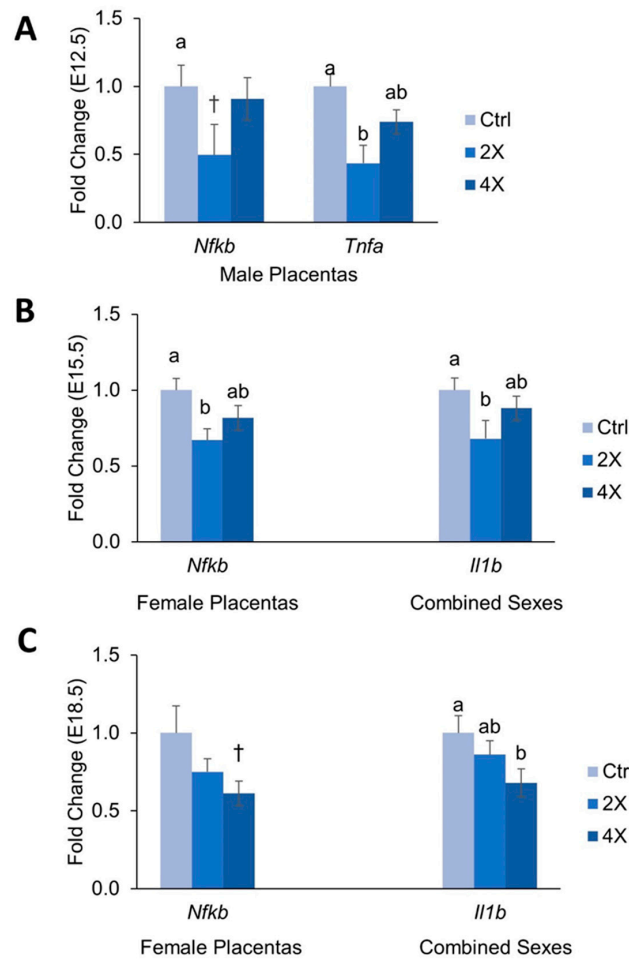 A
Fold Change (E12.5)
1.5
1.0
0.5
0.0
a
†
a
b
ab
Nfkb
Tnfa
Male Placentas
Ctrl
2X
4X
B
Fold Change (E15.5)
1.5
1.0
0.5
0.0
a
b
ab
a
b
ab
Nfkb
Il1b
Female Placentas
Combined Sexes
Ctrl
2X
4X
C
Fold Change (E18.5)
1.5
1.0
0.5
0.0
†
a
ab
b
Nfkb
Il1b
Female Placentas
Combined Sexes
Ctr
2X
4X